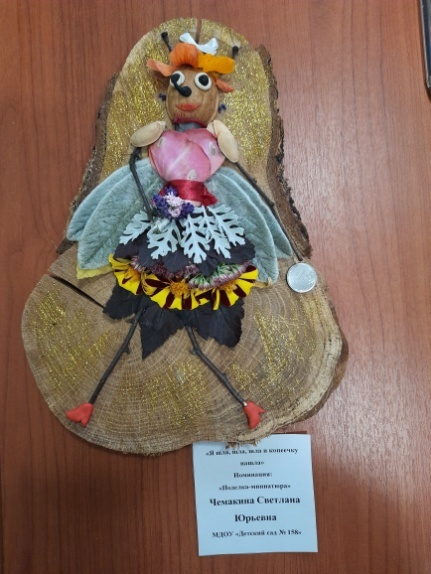 «Я шла, шла, шла и копеечку
нашла»
Номинация:
«Поделка-миниатюра»
Чемакина Светлана
Юрьевна
МДОУ «Детский сад № 158»